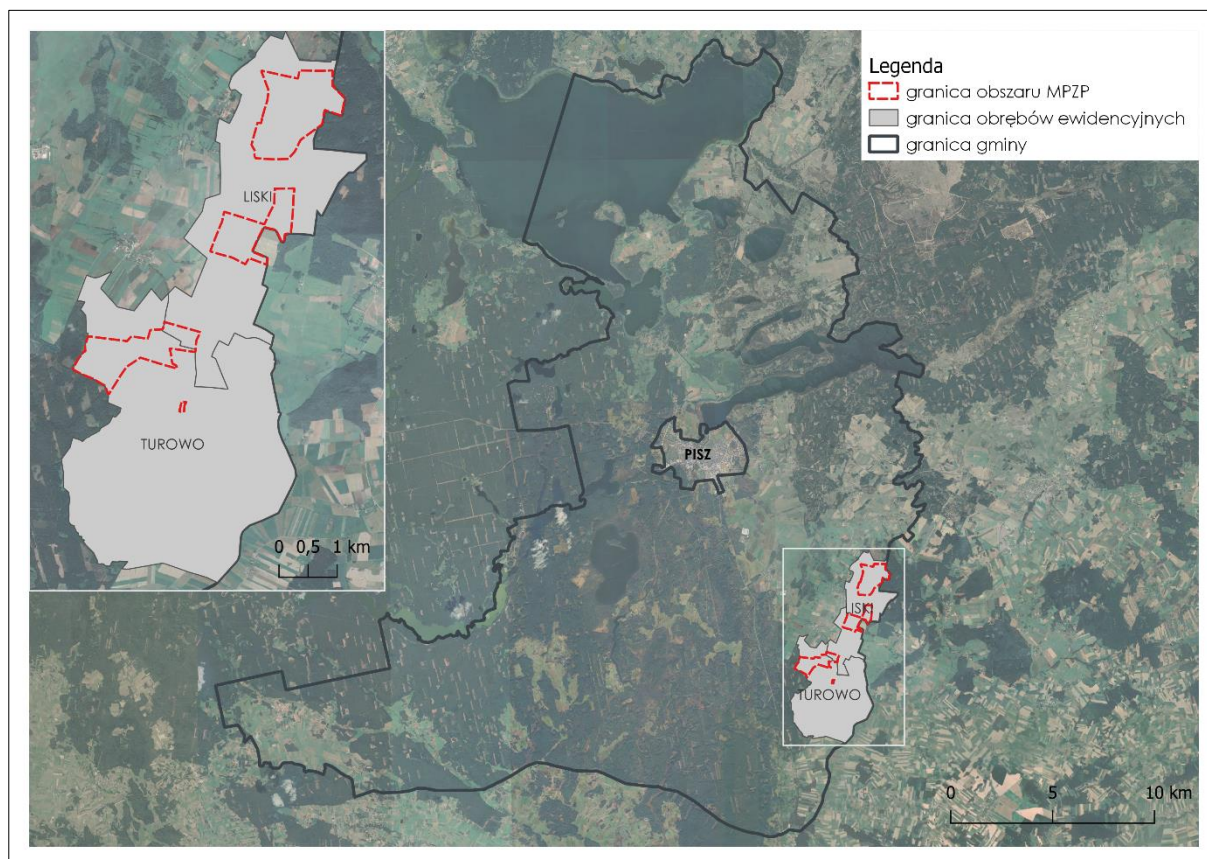 Legenda
granica obszaru MPZP
granica obrębów ewidencyjnych
granica gminy
LISKI
TUROWO
0 0,5 1 km
PISZ
ISKI
TUROWO
0 5 10 km